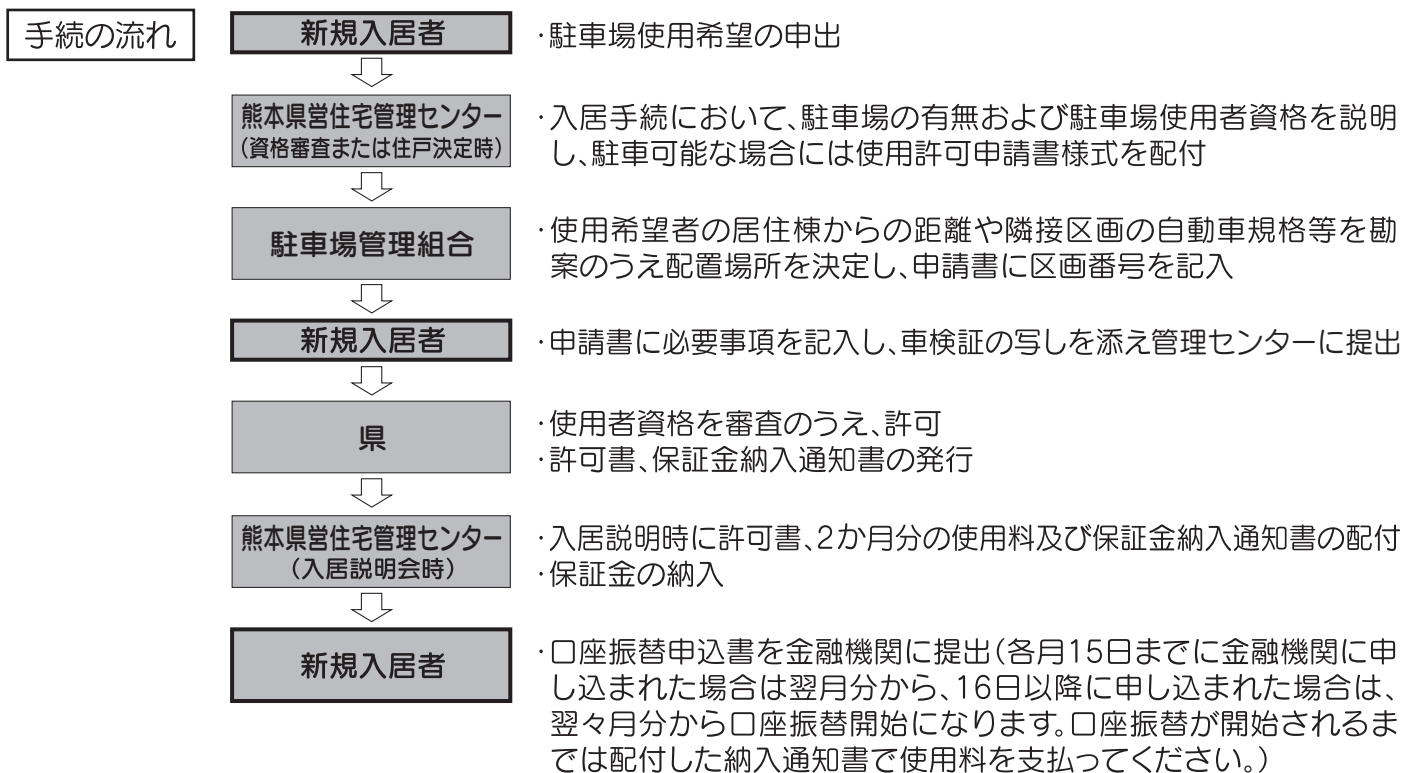 手続の流れ
新規入居者
・駐車場使用希望の申出
熊本県営住宅管理センター
(資格審査または住戸決定時)
・入居手続において、駐車場の有無および駐車場使用者資格を説明
し、駐車可能な場合には使用許可申請書様式を配付
駐車場管理組合
・使用希望者の居住棟からの距離や隣接区画の自動車規格等を勘
案のうえ配置場所を決定し、申請書に区画番号を記入
新規入居者
・申請書に必要事項を記入し、車検証の写しを添え管理センターに提出
県
・使用者資格を審査のうえ、許可
・許可書、保証金納入通知書の発行
熊本県営住宅管理センター
(入居説明会時)
・入居説明時に許可書、2か月分の使用料及び保証金納入通知書の配付
・保証金の納入
新規入居者
・口座振替申込書を金融機関に提出(各月15日までに金融機関に申
し込まれた場合は翌月分から、16日以降に申し込まれた場合は、
翌々月分から口座振替開始になります。口座振替が開始されるま
では配付した納入通知書で使用料を支払ってください。)